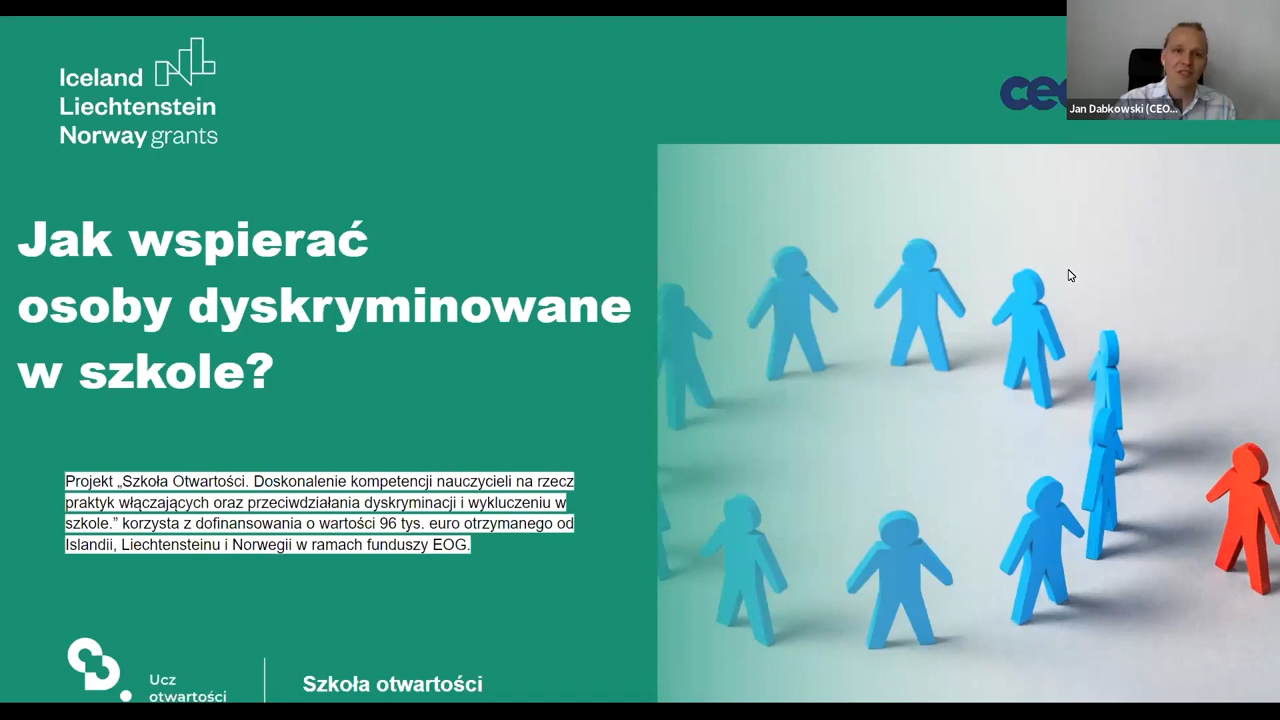 Iceland
Liechtenstein
Norway grants
Jan Dabkowski (CEO...
Jak wspierać
osoby dyskryminowane
w szkole?
Projekt „Szkoła Otwartości. Doskonalenie kompetencji nauczycieli na rzecz
praktyk włączających oraz przeciwdziałania dyskryminacji i wykluczeniu w
szkole.” korzysta z dofinansowania o wartości 96 tys. euro otrzymanego od
Islandii, Liechtensteinu i Norwegii w ramach funduszy EOG.
Ucz
otwartości
Szkoła otwartości